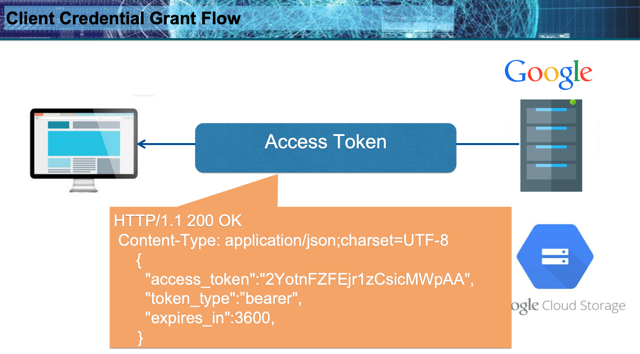 Client Credential Grant Flow
Google
Access Token
HTTP/1.1 200 OK
Content-Type: application/json;charset=UTF-8
{
"access_token":"2YotnFZFEjr1zCsicMWpAA",
"token_type":"bearer",
"expires_in":3600,
}
ogle Cloud Storage